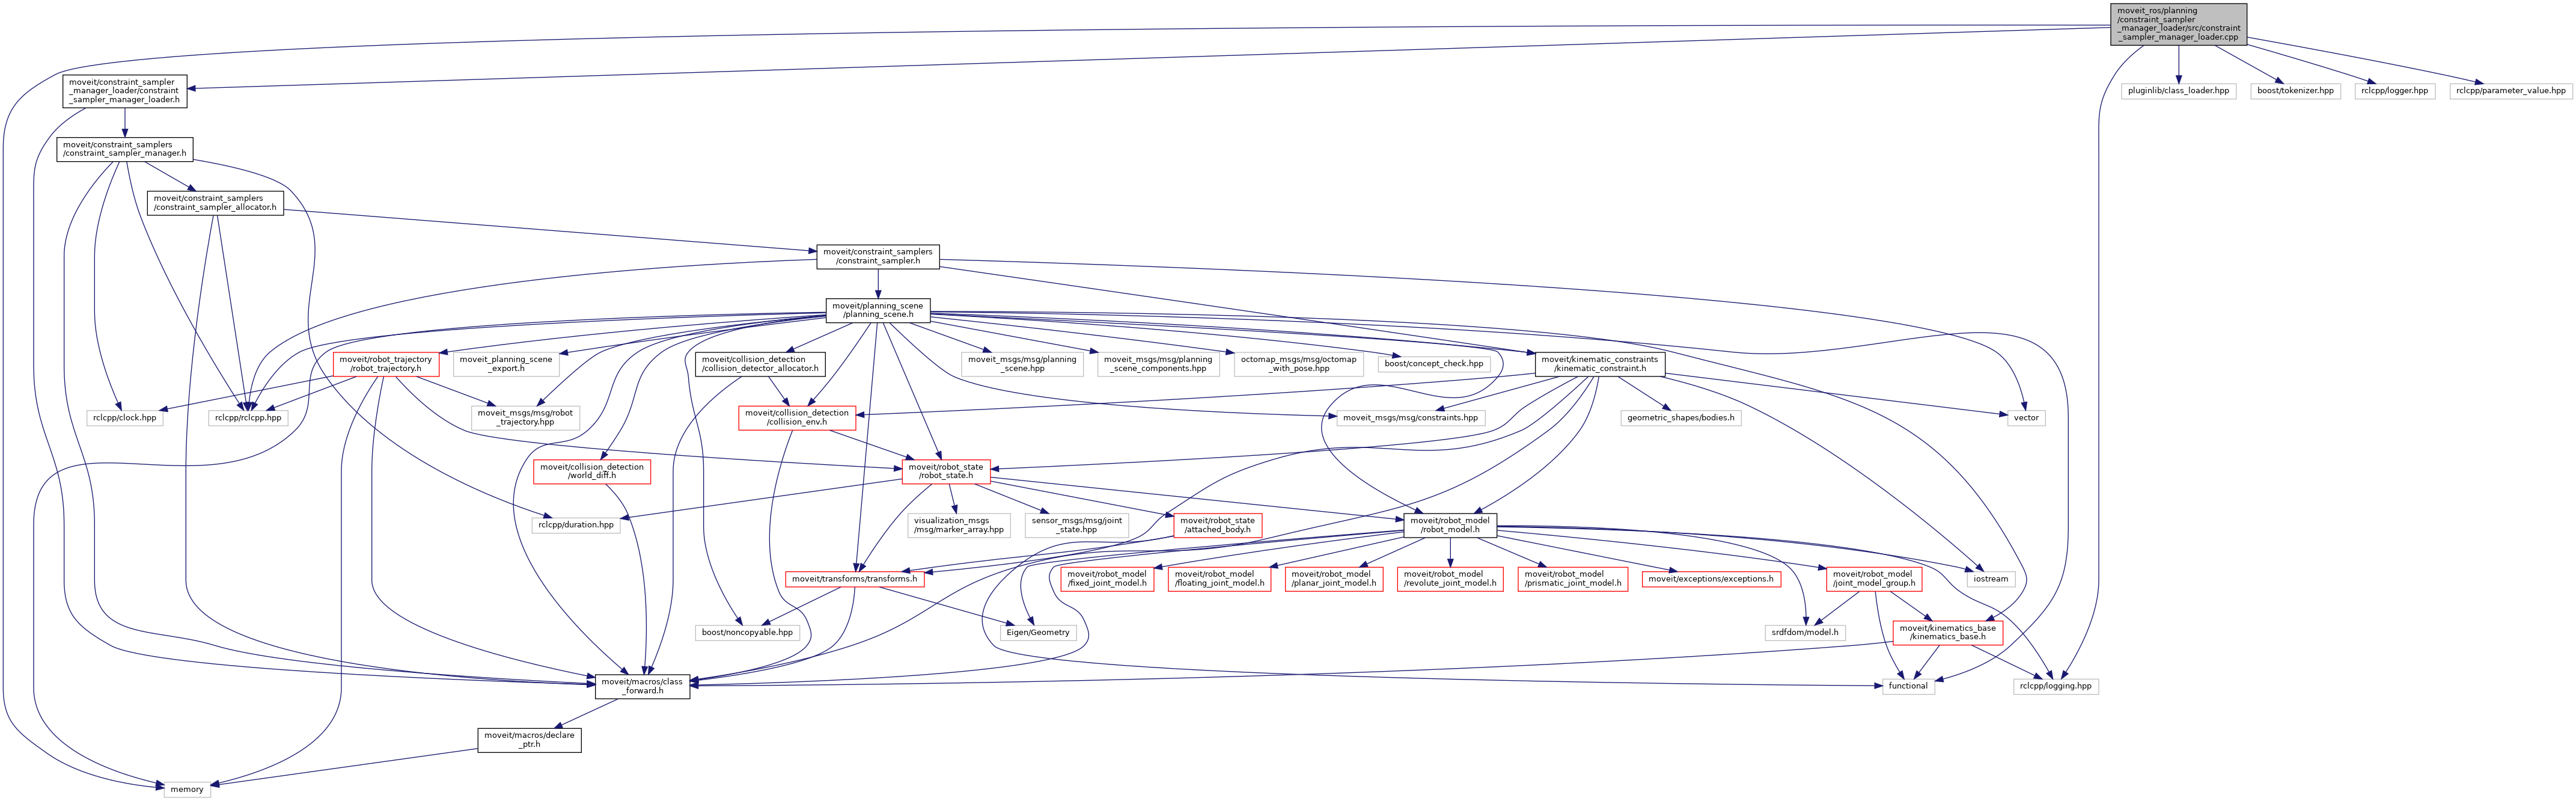 moveit_ros/planning
/constraint_sampler
_manager_loader/src/constraint
_sampler_manager_loader.cpp
moveit/constraint_sampler
_manager_loader/constraint
_sampler_manager_loader.h
pluginlib/class_loader.hpp
boost/tokenizer.hpp
rclcpp/logger.hpp
rclcpp/parameter_value.hpp
moveit/constraint_samplers
/constraint_sampler_manager.h
moveit/constraint_samplers
/constraint_sampler_allocator.h
moveit/constraint_samplers
/constraint_sampler.h
moveit/planning_scene
/planning_scene.h
moveit/robot_trajectory
/robot_trajectory.h
moveit_planning_scene
_export.h
moveit/collision_detection
/collision_detector_allocator.h
moveit_msgs/msg/planning
_scene.hpp
moveit_msgs/msg/planning
_scene_components.hpp
octomap_msgs/msg/octomap
_with_pose.hpp
boost/concept_check.hpp
moveit/kinematic_constraints
/kinematic_constraint.h
rclcpp/clock.hpp
rclcpp/rclcpp.hpp
moveit_msgs/msg/robot
_trajectory.hpp
moveit/collision_detection
/collision_env.h
moveit_msgs/msg/constraints.hpp
geometric_shapes/bodies.h
vector
moveit/collision_detection
/world_diff.h
moveit/robot_state
/robot_state.h
rclcpp/duration.hpp
visualization_msgs
/msg/marker_array.hpp
sensor_msgs/msg/joint
_state.hpp
moveit/robot_state
/attached_body.h
moveit/robot_model
/robot_model.h
moveit/transforms/transforms.h
moveit/robot_model
/fixed_joint_model.h
moveit/robot_model
/floating_joint_model.h
moveit/robot_model
/planar_joint_model.h
moveit/robot_model
/revolute_joint_model.h
moveit/robot_model
/prismatic_joint_model.h
moveit/exceptions/exceptions.h
moveit/robot_model
/joint_model_group.h
iostream
boost/noncopyable.hpp
Eigen/Geometry
srdfdom/model.h
moveit/kinematics_base
/kinematics_base.h
moveit/macros/class
_forward.h
functional
rclcpp/logging.hpp
moveit/macros/declare
_ptr.h
memory